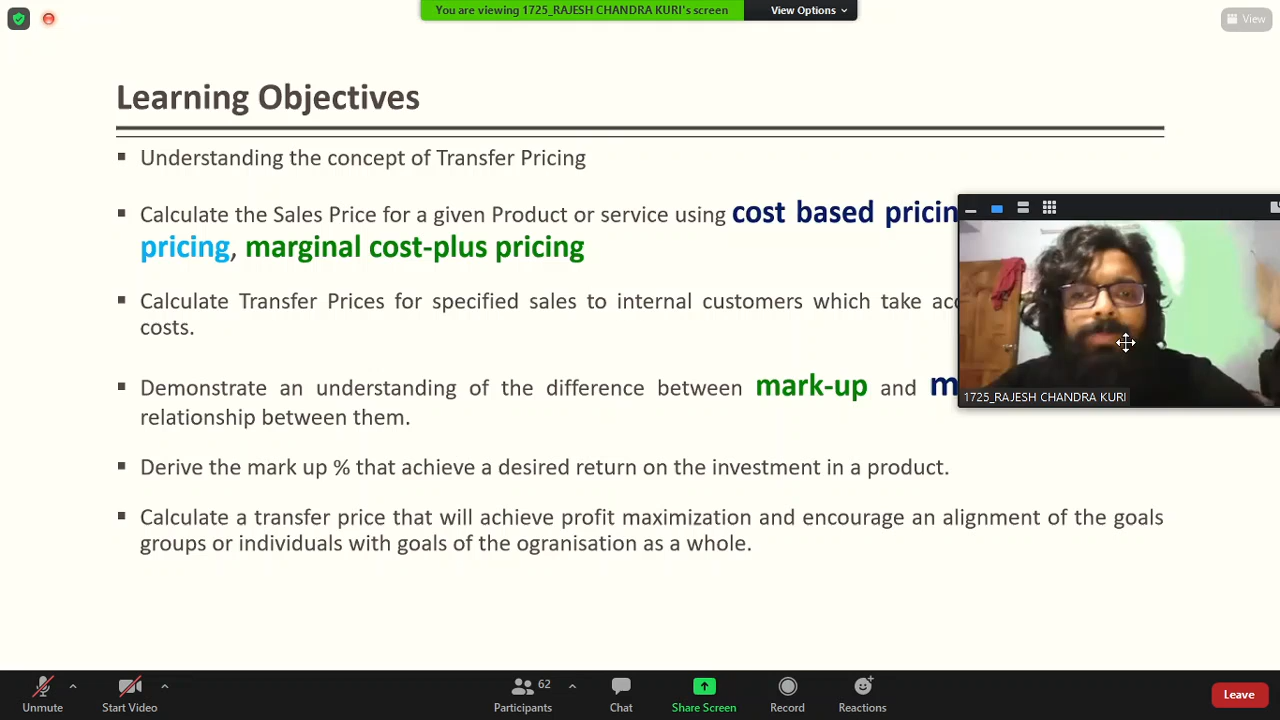 You are viewing 1725_RAJESH CHANDRA KURI's screen
View Options
View
Learning Objectives
Understanding the concept of Transfer Pricing
Calculate the Sales Price for a given Product or service using cost based
pricing, marginal cost-plus pricing
Calculate Transfer Prices for specified sales to internal customers which take
costs.
Demonstrate an understanding of the difference between mark-up and
relationship between them.
Derive the mark up % that achieve a desired return on the investment in a product.
Calculate a transfer price that will achieve profit maximization and encourage an alignment of the goals
groups or individuals with goals of the ogranisation as a whole.
1725_RAJESH CHANDRA KURI
62
Unmute
Start Video
Participants
Chat
Share Screen
Record
Reactions
Leave